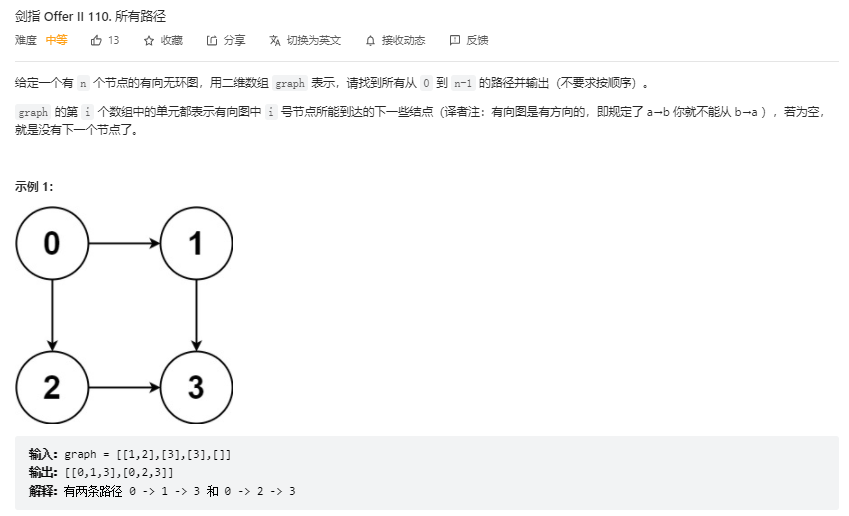 剑指 Offer II 110. 所有路径
难度 中等 13 收藏 分享 切换为英文 接收动态 反馈
给定一个有 n 个节点的有向无环图，用二维数组 graph 表示，请找到所有从 0 到 n-1 的路径并输出（不要求按顺序）。
graph 的第 i 个数组中的单元都表示有向图中 i 号节点所能到达的下一些结点（译者注：有向图是有方向的，即规定了 a→b 你就不能从 b→a ），若为空，
就是没有下一个节点了。
示例 1：
0 1
2 3
输入：graph = [[1,2],[3],[3],[]]
输出：[[0,1,3],[0,2,3]]
解释：有两条路径 0 -> 1 -> 3 和 0 -> 2 -> 3